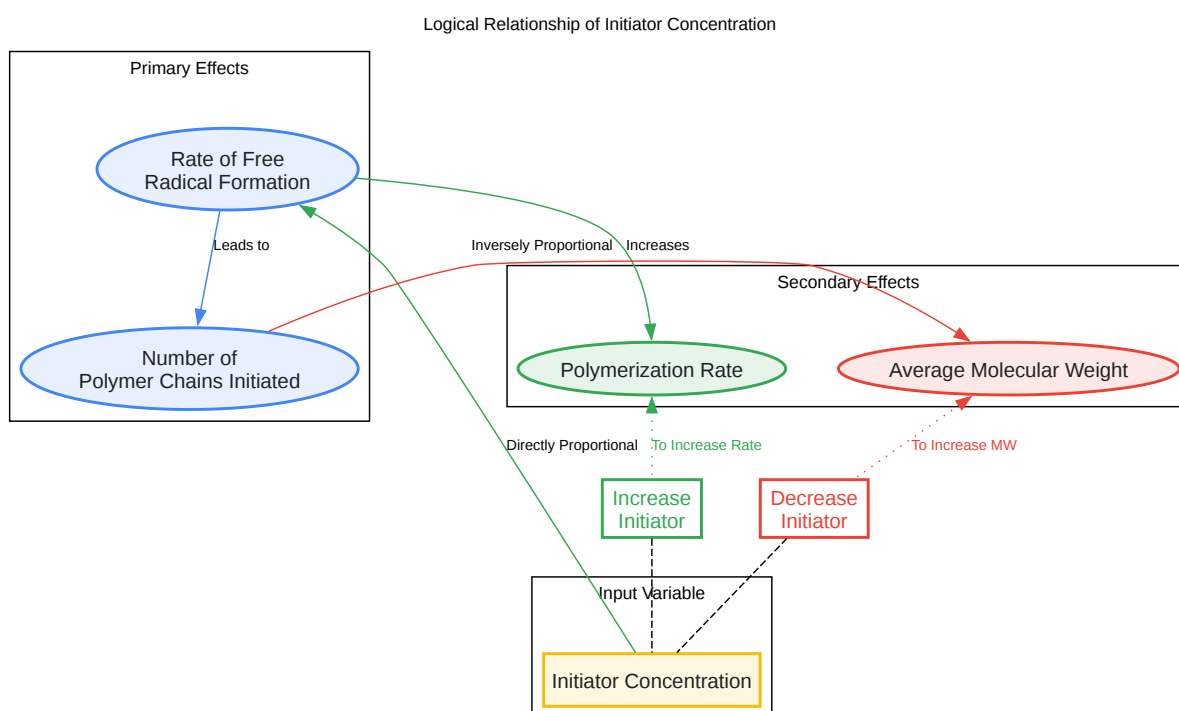 Logical Relationship of Initiator Concentration
Primary Effects
Rate of Free
Radical Formation
Leads to
Inversely Proportional
Increases
Secondary Effects
Number of
Polymer Chains Initiated
Polymerization Rate
Average Molecular Weight
Directly Proportional
To Increase Rate
To Increase MW
Increase
Initiator
Decrease
Initiator
Input Variable
Initiator Concentration